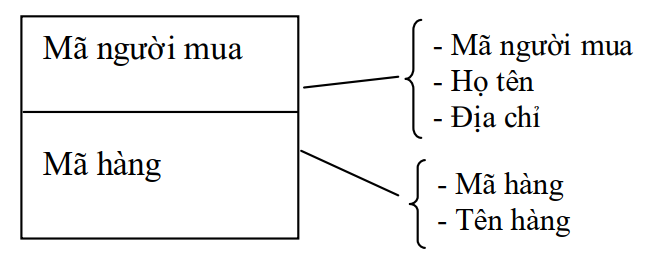 Mã người mua
Mã hàng
- Mã người mua
- Họ tên
- Địa chỉ
- Mã hàng
- Tên hàng